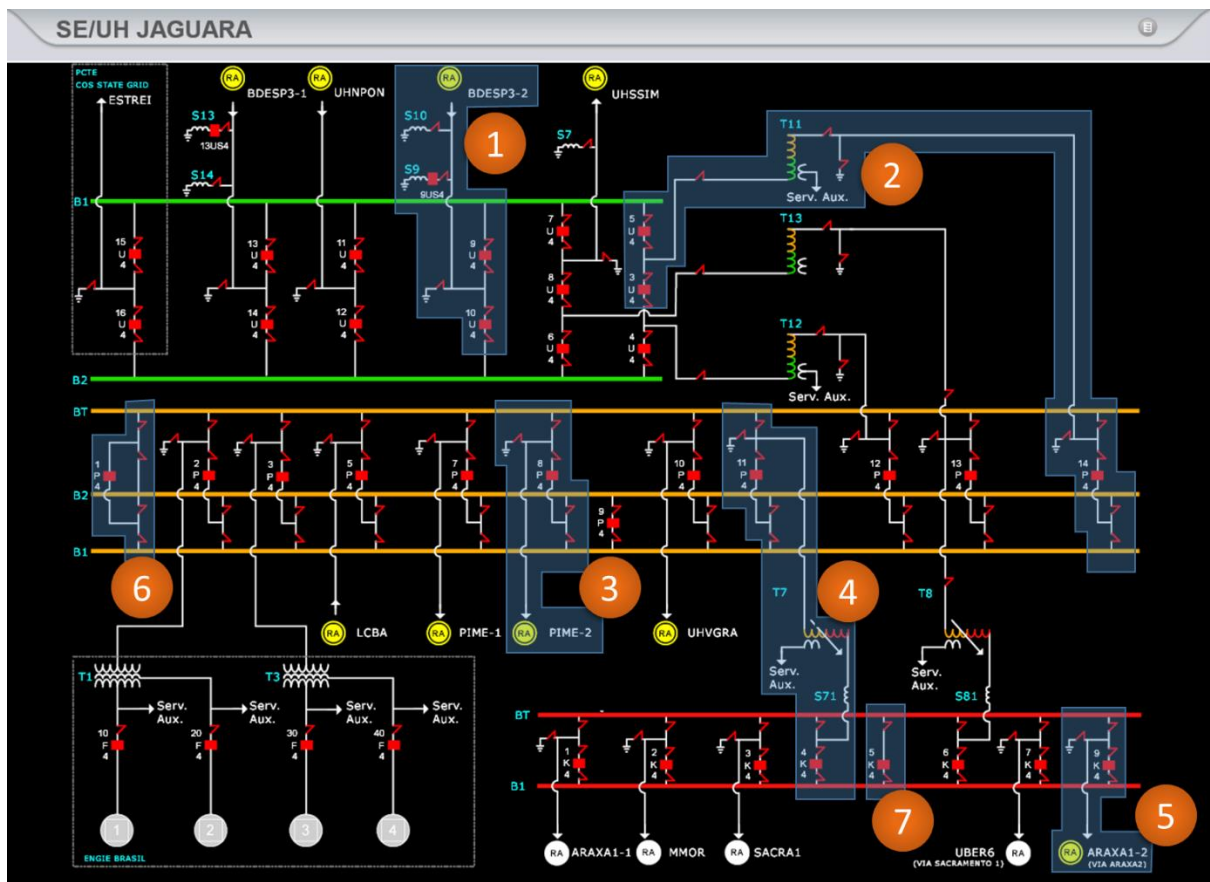 SE/UH JAGUARA
PCTE
COS STATE GRID
ESTREI
RA
BDESP3-1
RA
UHNPON
RA
BDESP3-2
RA
UHSSIM
S13
13US4
S14
S10
S9
9US4
1
S7
T11
2
Serv. Aux.
B1
15
U
4
13
U
4
11
U
4
9
U
4
7
U
4
5
U
4
T13
8
U
4
3
U
4
16
U
4
14
U
4
12
U
4
10
U
4
6
U
4
4
U
4
T12
Serv. Aux.
B2
BT
1
P
4
2
P
4
3
P
4
5
P
4
7
P
4
8
P
4
10
P
4
11
P
4
12
P
4
13
P
4
14
P
4
B2
9
P
4
B1
6
3
4
T7
T8
RA
LCBA
RA
PIME-1
RA
PIME-2
RA
UHVGRA
T1
T3
Serv.
Aux.
Serv.
Aux.
Serv.
Aux.
Serv.
Aux.
Serv.
Aux.
Serv.
Aux.
S71
S81
10
F
4
20
F
4
30
F
4
40
F
4
BT
1
K
4
2
K
4
3
K
4
4
K
4
5
K
4
6
K
4
7
K
4
9
K
4
B1
7
5
1
2
3
4
ENGIE BRASIL
RA
ARAXA1-1
RA
MMOR
RA
SACRA1
UBER6
(VIA SACRAMENTO 1)
RA
RA
ARAXA1-2
(VIA ARAXA2)